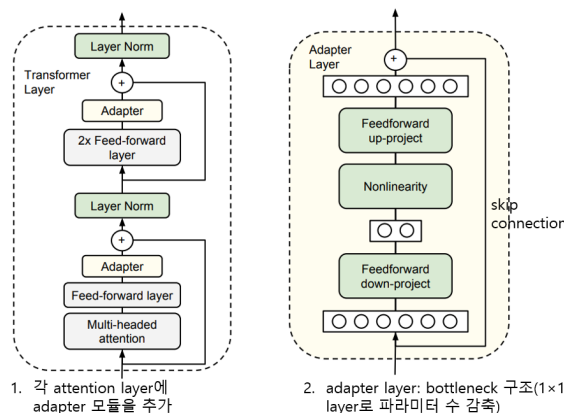 Layer Norm
Transformer
Layer
+
Adapter
2x Feed-forward
layer
Layer Norm
+
Adapter
Feed-forward layer
Multi-headed
attention
1. 각 attention layer에
adapter 모듈을 추가
Adapter
Layer
+
Feedforward
up-project
Nonlinearity
skip
connection
Feedforward
down-project
2. adapter layer: bottleneck 구조(1×1
layer로 파라미터 수 감축)